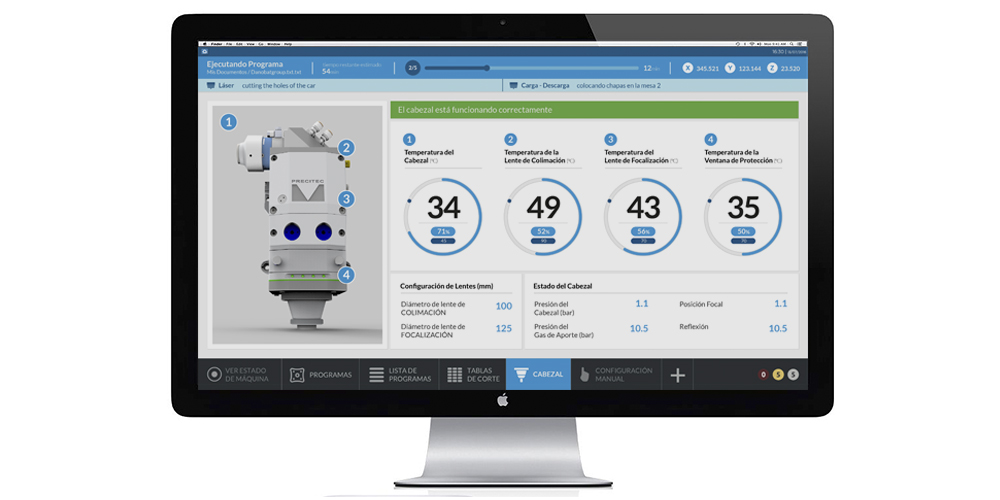 Finder File Edit View Go Window Help
16:30
Ejecutando Programa
Mis Documentos / Danobatgroup.txt.txt
54
2/5
12
X 345.521 Y 123.144 Z 23.520
Láser cutting the holes of the car
Carga - Descarga colocando chapas en la mesa 2
El cabezal está funcionando correctamente
1
2
3
4
PRECITEC
1
Temperatura del
Cabezal (ºC)
34
71%
2
Temperatura de la
Lente de Colimación (ºC)
49
52%
90
3
Temperatura del
Lente de Focalización (ºC)
43
56%
70
4
Temperatura de la
Ventana de Protección (ºC)
35
50%
70
Configuración de Lentes (mm)
Diámetro de lente de
COLIMACIÓN
100
Diámetro de lente de
FOCALIZACIÓN
125
Estado del Cabezal
Presión del
Cabezal (bar)
1.1
Posición Focal
1.1
Presión del
Gas de Aporte (bar)
10.5
Reflexión
10.5
VER ESTADO
DE MÁQUINA
PROGRAMAS
LISTA DE
PROGRAMAS
TABLAS
DE CORTE
CABEZAL
CONFIGURACIÓN
MANUAL
0 5 5